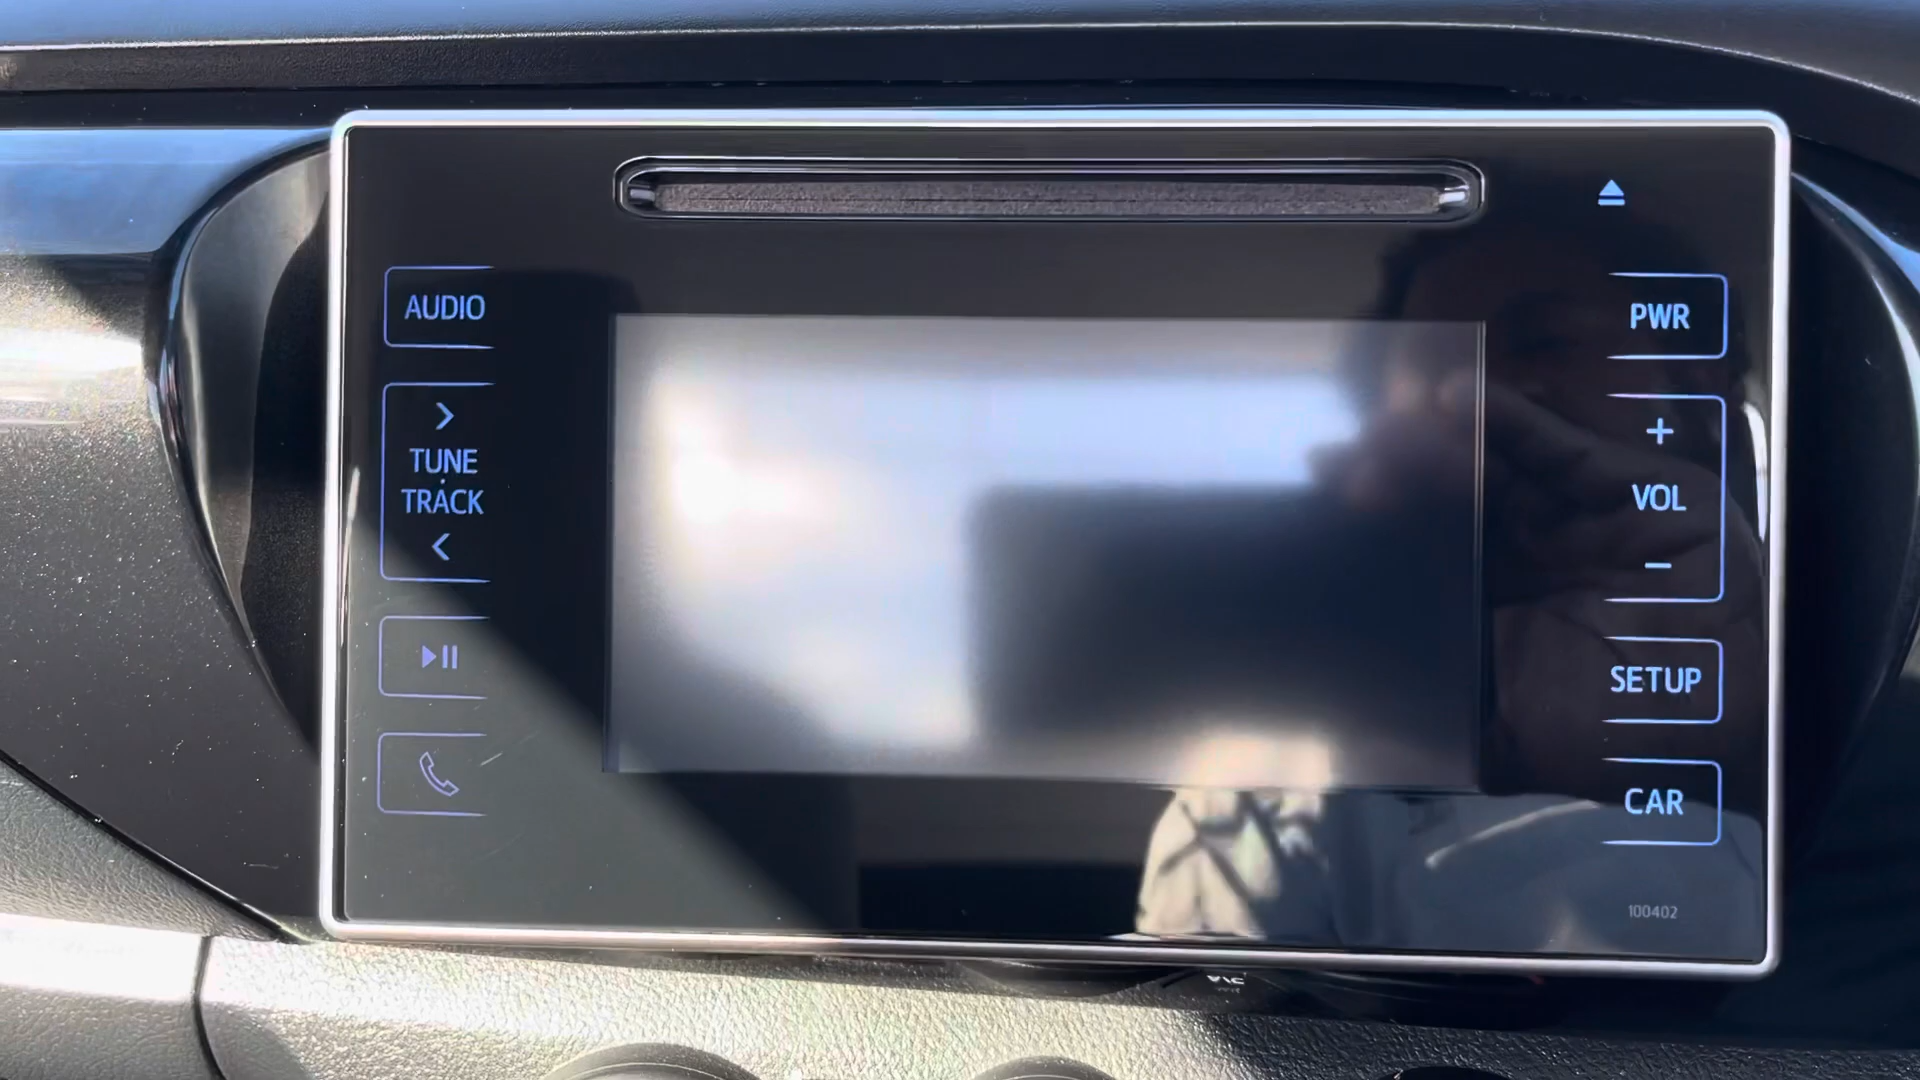 AUDIO
TUNE
TRACK
PWR
+
VOL
−
SETUP
CAR
100402